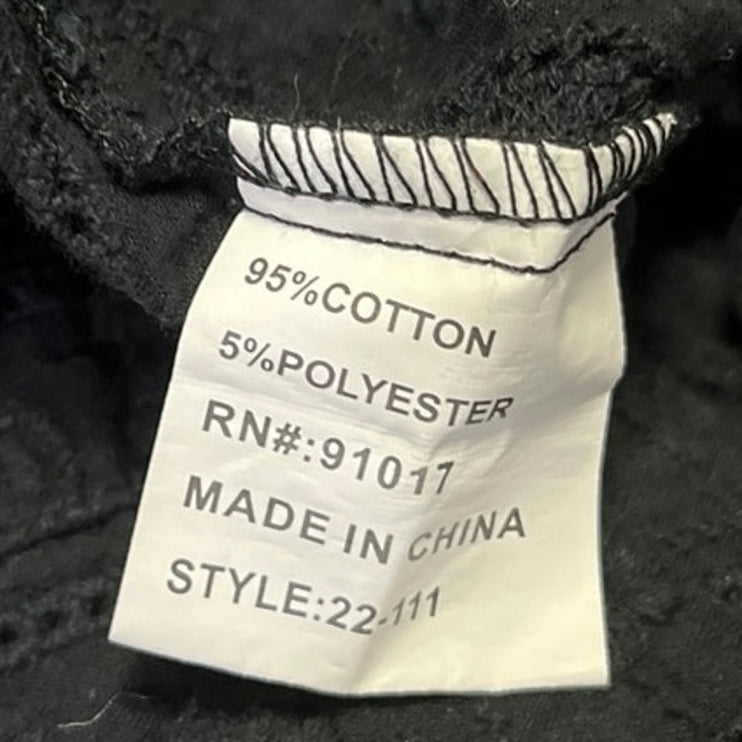 95%COTTON
5%POLYESTER
RN#:91017
MADE IN CHINA
STYLE:22-111